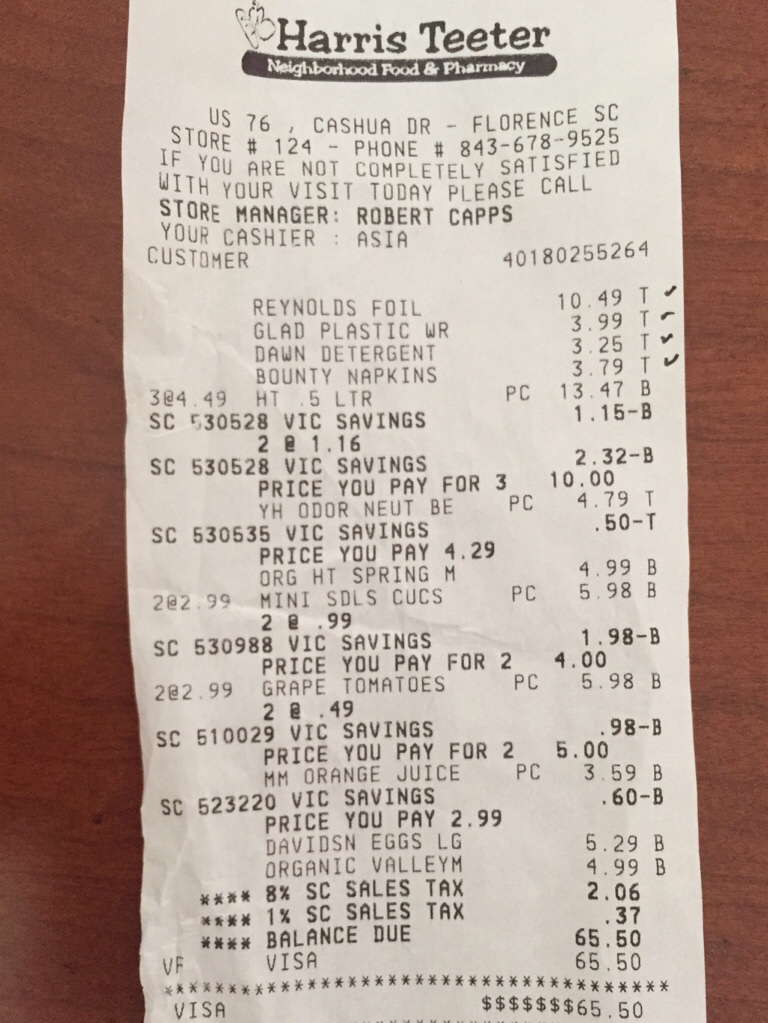 Harris Teeter
Neighborhood Food & Pharmacy
US 76 , CASHUA DR - FLORENCE SC
STORE # 124 - PHONE # 843-678-9525
IF YOU ARE NOT COMPLETELY SATISFIED
WITH YOUR VISIT TODAY PLEASE CALL
STORE MANAGER: ROBERT CAPPS
YOUR CASHIER : ASIA
CUSTOMER 40180255264
REYNOLDS FOIL 10.49 T
GLAD PLASTIC WR 3.99 T
DAWN DETERGENT 3.25 T
BOUNTY NAPKINS 3.79 T
3@4.49 HT .5 LTR PC 13.47 B
SC 530528 VIC SAVINGS 1.15-B
2 @ 1.16
SC 530528 VIC SAVINGS 2.32-B
PRICE YOU PAY FOR 3 10.00
YH ODOR NEUT BE PC 4.79 T
SC 530535 VIC SAVINGS .50-T
PRICE YOU PAY 4.29
ORG HT SPRING M 4.99 B
2@2.99 MINI SDLS CUCS PC 5.98 B
2 @ .99
SC 530988 VIC SAVINGS 1.98-B
PRICE YOU PAY FOR 2 4.00
2@2.99 GRAPE TOMATOES PC 5.98 B
2 @ .49
SC 510029 VIC SAVINGS .98-B
PRICE YOU PAY FOR 2 5.00
MM ORANGE JUICE PC 3.59 B
SC 523220 VIC SAVINGS .60-B
PRICE YOU PAY 2.99
DAVIDSN EGGS LG 5.29 B
ORGANIC VALLEYM 4.99 B
**** 8% SC SALES TAX 2.06
**** 1% SC SALES TAX .37
**** BALANCE DUE 65.50
VF VISA 65.50
****************************************
VISA $$$$$$$65.50